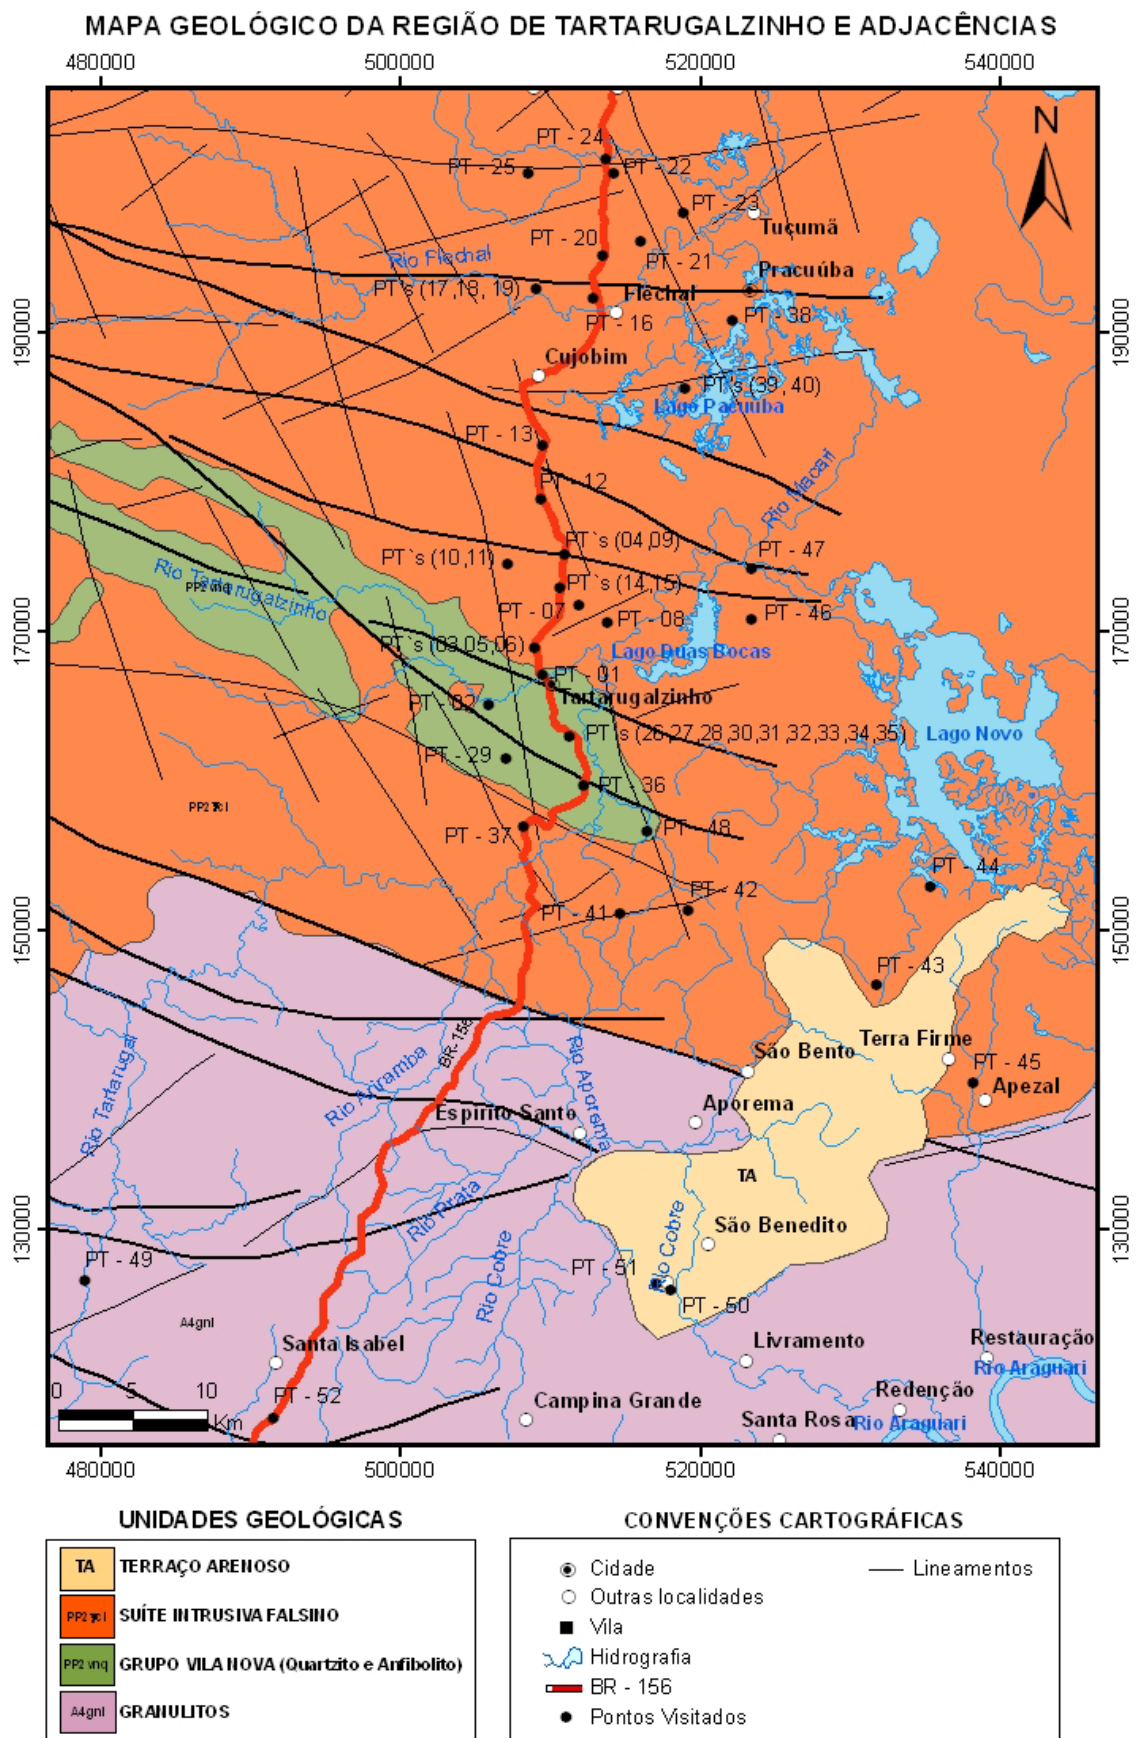 MAPA GEOLÓGICO DA REGIÃO DE TARTARUGALZINHO E ADJACÊNCIAS
480000 500000 520000 540000
N
PT - 24
PT - 25
PT - 22
PT - 23
Tucumã
PT - 20
PT - 21
Rio Flechal
Pracuúba
PT's (17,18, 19)
Flechal
PT - 16
PT - 38
190000
190000
Cujobim
PT's (39, 40)
Lago Pacuúba
PT - 13
PT - 12
Rio Macari
PT`s (04,09)
PT - 47
PT`s (10,11)
Rio Tartarugalzinho
PT`s (14,15)
PT - 07
PT - 08
PT - 46
170000
170000
PT`s (03,05,06)
Lago Duas Bocas
PT - 01
PT - 02
Tartarugalzinho
PT's (26,27,28,30,31,32,33,34,35)
Lago Novo
PT - 29
PT - 36
PT - 37
PT - 48
PT - 44
PT - 42
PT - 41
150000
150000
PT - 43
BR-156
Rio Tartarugal
Rio Ariramba
Rio Aporema
São Bento
Terra Firme
PT - 45
Apezal
Espírito Santo
Aporema
TA
Rio Prata
Rio Cobre
São Benedito
130000
130000
PT - 49
PT - 51
Rio Cobre
PT - 50
A4gnl
Santa Isabel
Livramento
Restauração
Rio Araguari
0 5 10
Km
PT - 52
Campina Grande
Redenção
Santa Rosa
Rio Araguari
480000 500000 520000 540000
UNIDADES GEOLÓGICAS
TA TERRAÇO ARENOSO
SUÍTE INTRUSIVA FALSINO
PP2 vnq GRUPO VILA NOVA (Quartzito e Anfibolito)
A4gnl GRANULITOS
CONVENÇÕES CARTOGRÁFICAS
Cidade
Lineamentos
Outras localidades
Vila
Hidrografia
BR - 156
Pontos Visitados